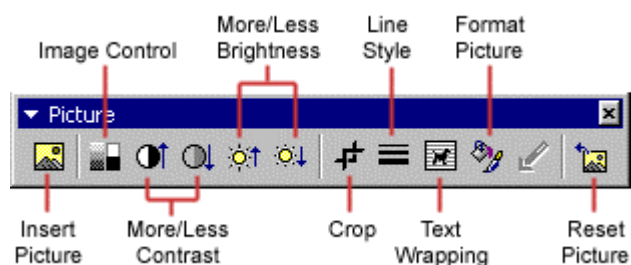 More/Less
Brightness
Line
Style
Format
Picture
Image Control
Picture
Insert
Picture
More/Less
Contrast
Crop
Text
Wrapping
Reset
Picture